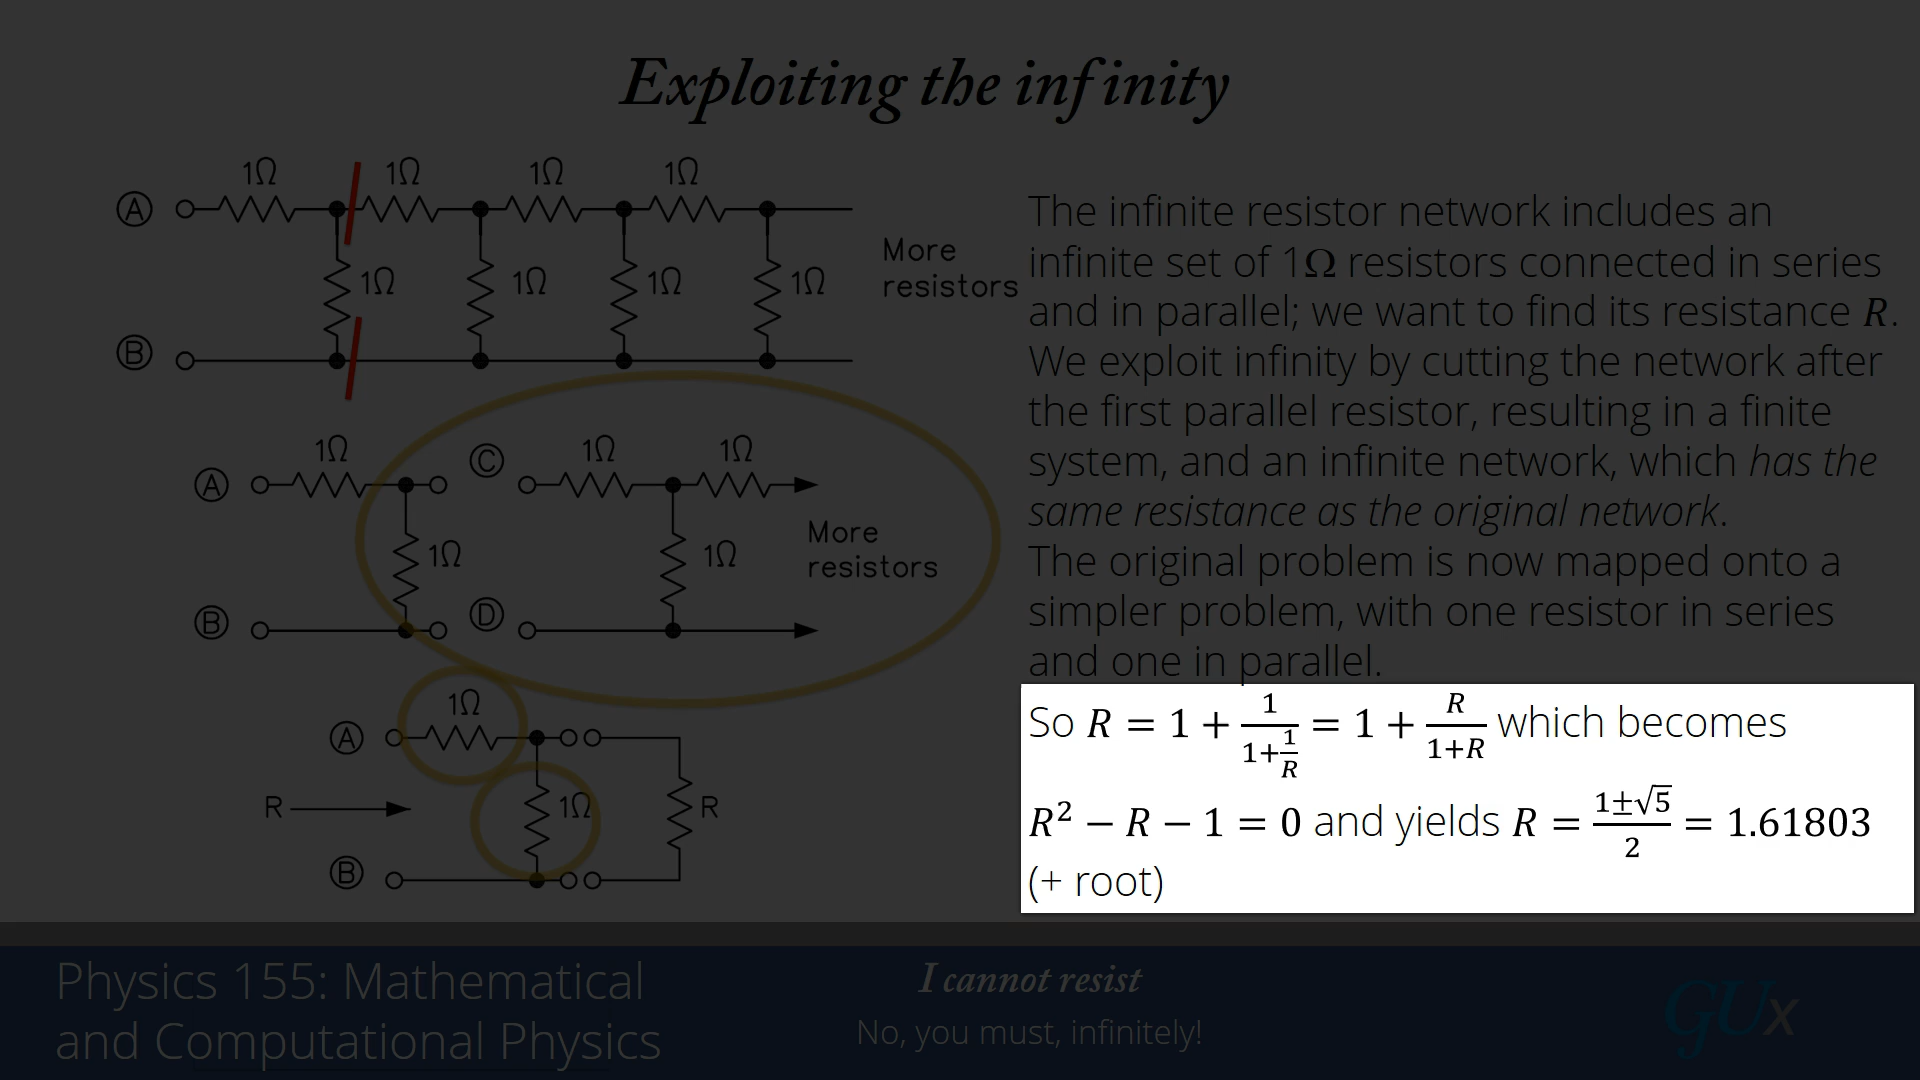 Exploiting the infinity
1Ω 1Ω 1Ω 1Ω
A
1Ω 1Ω 1Ω 1Ω
More
resistors
B
1Ω C 1Ω 1Ω
A
1Ω 1Ω
More
resistors
B D
1Ω
A
R 1Ω R
B
The infinite resistor network includes an
infinite set of 1Ω resistors connected in series
and in parallel; we want to find its resistance R.
We exploit infinity by cutting the network after
the first parallel resistor, resulting in a finite
system, and an infinite network, which has the
same resistance as the original network.
The original problem is now mapped onto a
simpler problem, with one resistor in series
and one in parallel.
So R = 1 + 1/(1+1/R) = 1 + R/(1+R) which becomes
R² − R − 1 = 0 and yields R = (1±√5)/2 = 1.61803
(+ root)
Physics 155: Mathematical
and Computational Physics
I cannot resist
No, you must, infinitely!
GUx